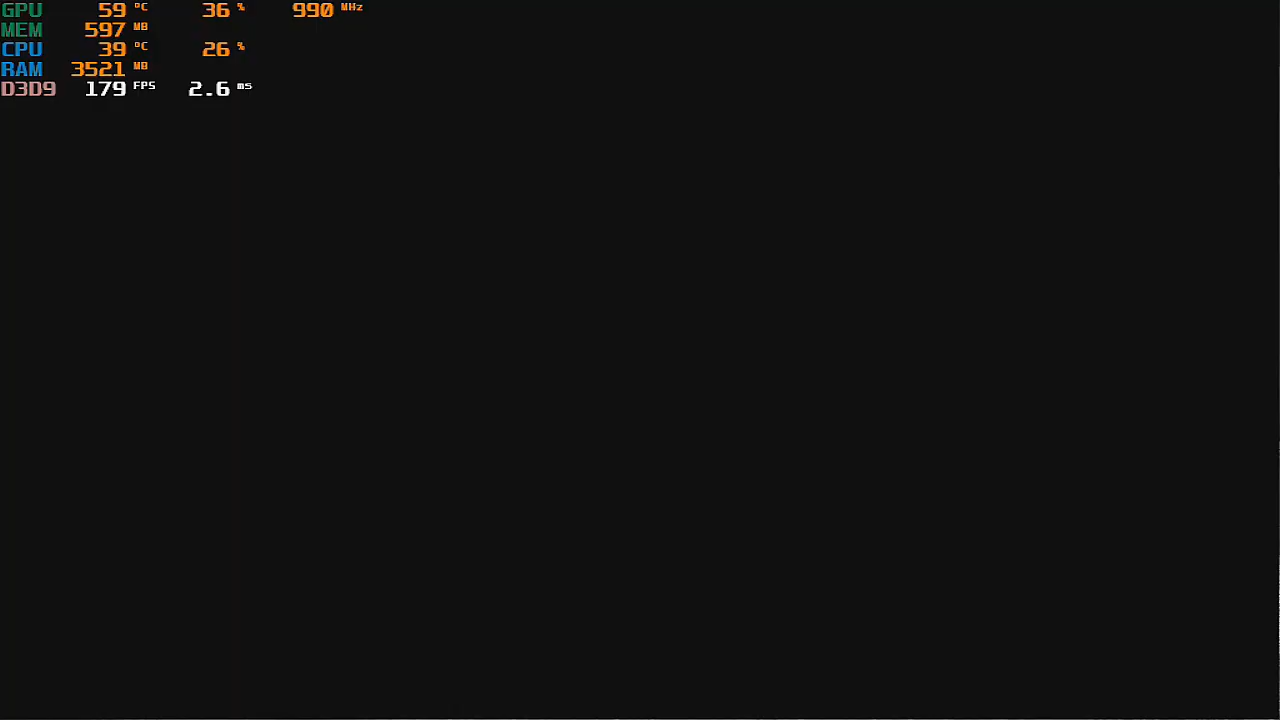 GPU 59 °C 36 % 990 MHz
MEM 597 MB
CPU 39 °C 26 %
RAM 3521 MB
D3D9 179 FPS 2.6 ms